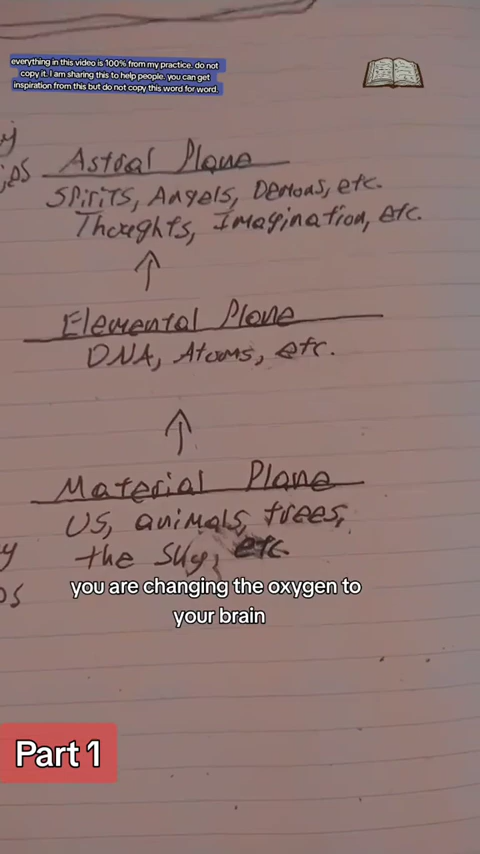 everything in this video is 100% from my practice. do not
copy it. I am sharing this to help people. you can get
inspiration from this but do not copy this word for word.
Astral Plane
Spirits, Angels, Demons, etc.
Thoughts, Imagination, etc.
Elemental Plane
DNA, Atoms, etc.
Material Plane
US, animals, trees,
the sky, etc
you are changing the oxygen to
your brain
Part 1